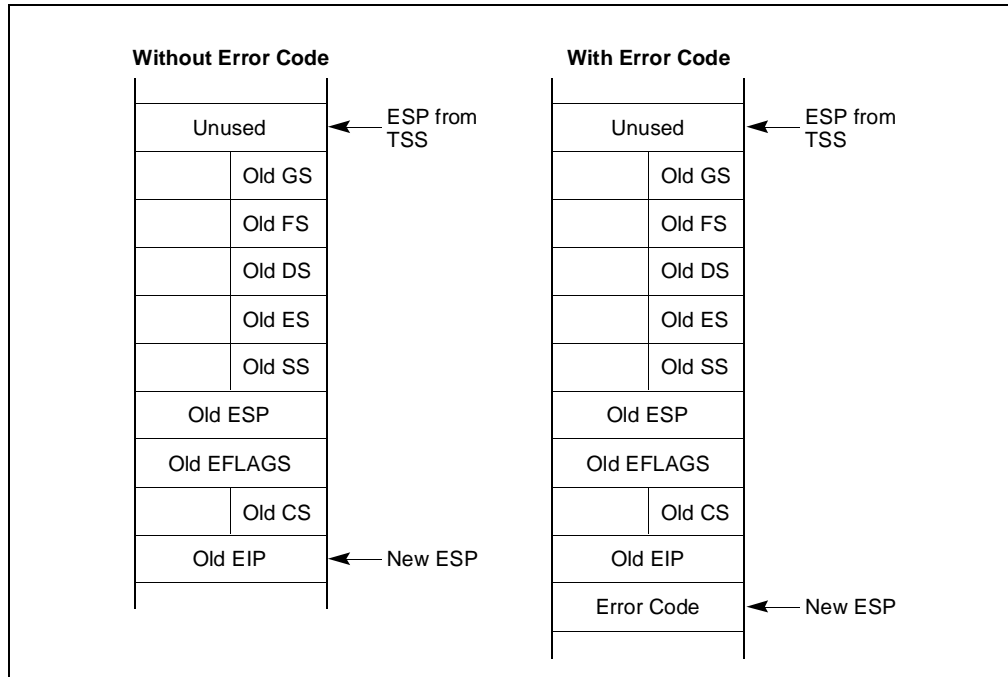 Without Error Code
Unused
ESP from
TSS
Old GS
Old FS
Old DS
Old ES
Old SS
Old ESP
Old EFLAGS
Old CS
Old EIP
New ESP
With Error Code
Unused
ESP from
TSS
Old GS
Old FS
Old DS
Old ES
Old SS
Old ESP
Old EFLAGS
Old CS
Old EIP
Error Code
New ESP